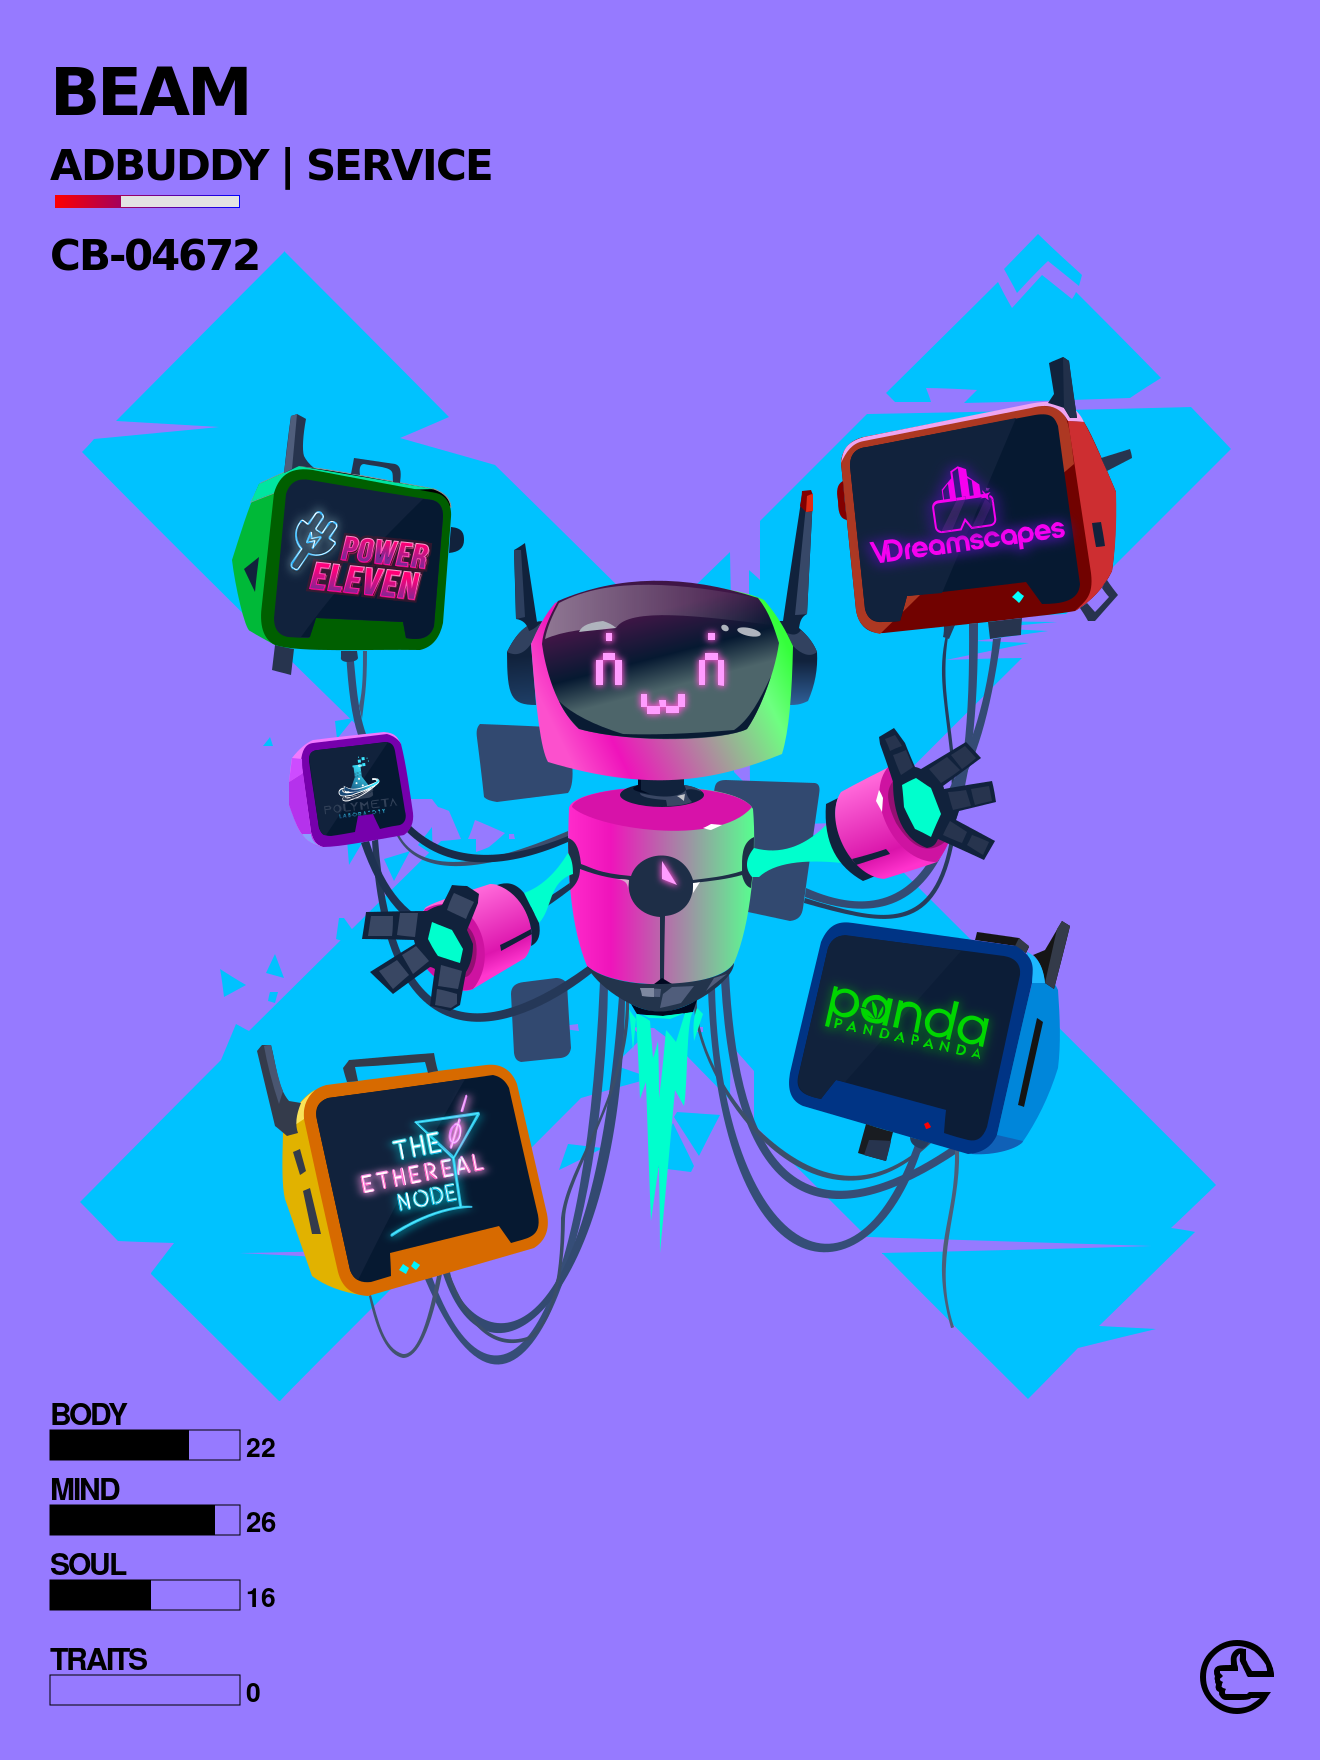 BEAM
ADBUDDY | SERVICE
CB-04672
POWER
ELEVEN
VDreamscapes
POLYMETA
LABORATORY
panda
PANDAPANDA
THE
ETHEREAL
NODE
BODY
22
MIND
26
SOUL
16
TRAITS
0